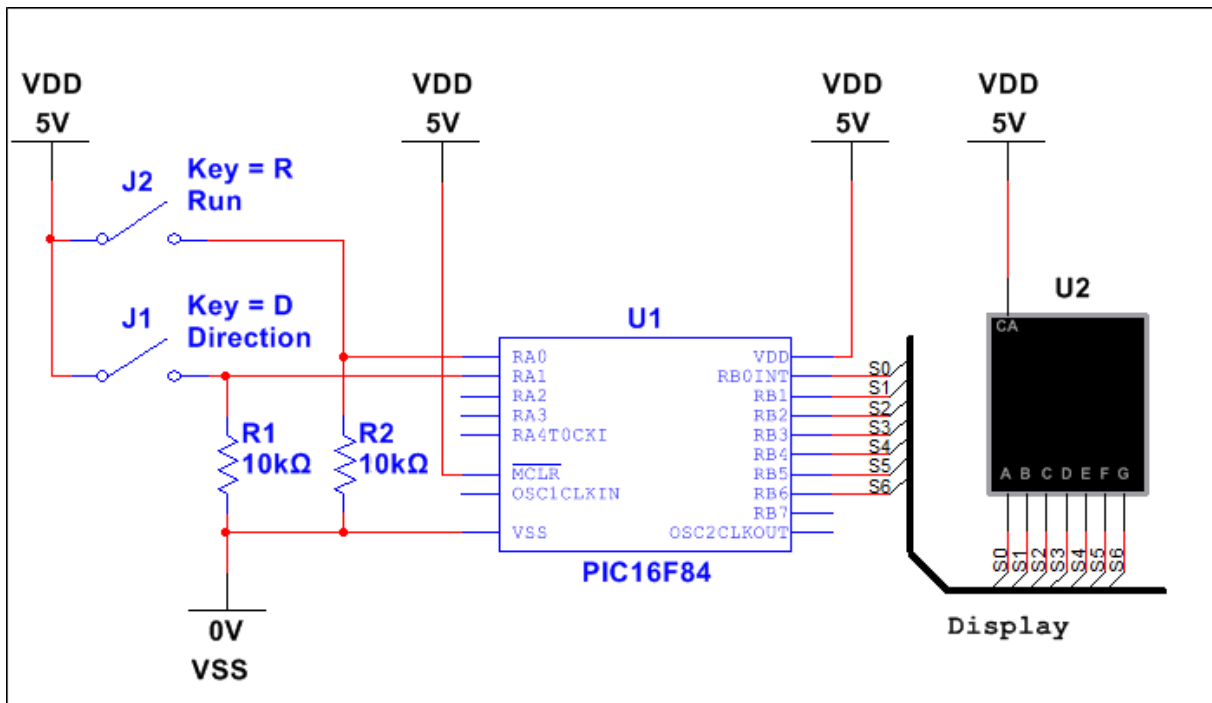 VDD
5V
VDD
5V
VDD
5V
VDD
5V
J2
Key = R
Run
J1
Key = D
Direction
R1
10kΩ
R2
10kΩ
0V
VSS
U1
RA0
RA1
RA2
RA3
RA4T0CKI
MCLR
OSC1CLKIN
VSS
VDD
RB0INT
RB1
RB2
RB3
RB4
RB5
RB6
RB7
OSC2CLKOUT
PIC16F84
S0
S1
S2
S3
S4
S5
S6
U2
CA
A B C D E F G
S0
S1
S2
S3
S4
S5
S6
Display